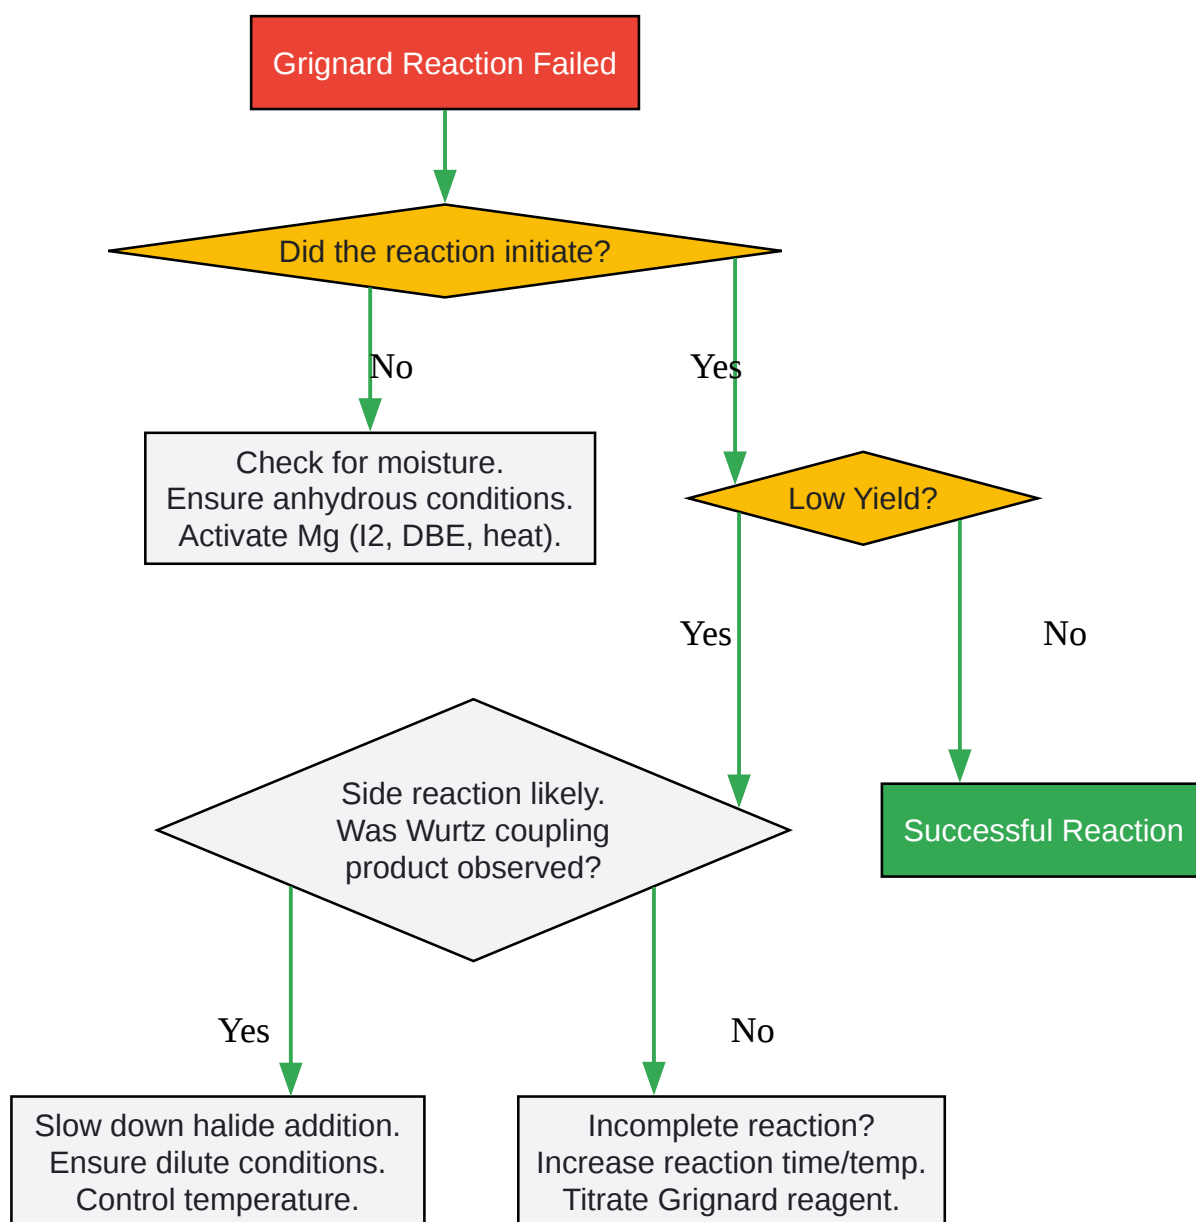 Grignard Reaction Failed
Did the reaction initiate?
No
Yes
Check for moisture.
Ensure anhydrous conditions.
Activate Mg (I2, DBE, heat).
Low Yield?
Yes
No
Side reaction likely.
Was Wurtz coupling
product observed?
Successful Reaction
Yes
No
Slow down halide addition.
Ensure dilute conditions.
Control temperature.
Incomplete reaction?
Increase reaction time/temp.
Titrate Grignard reagent.